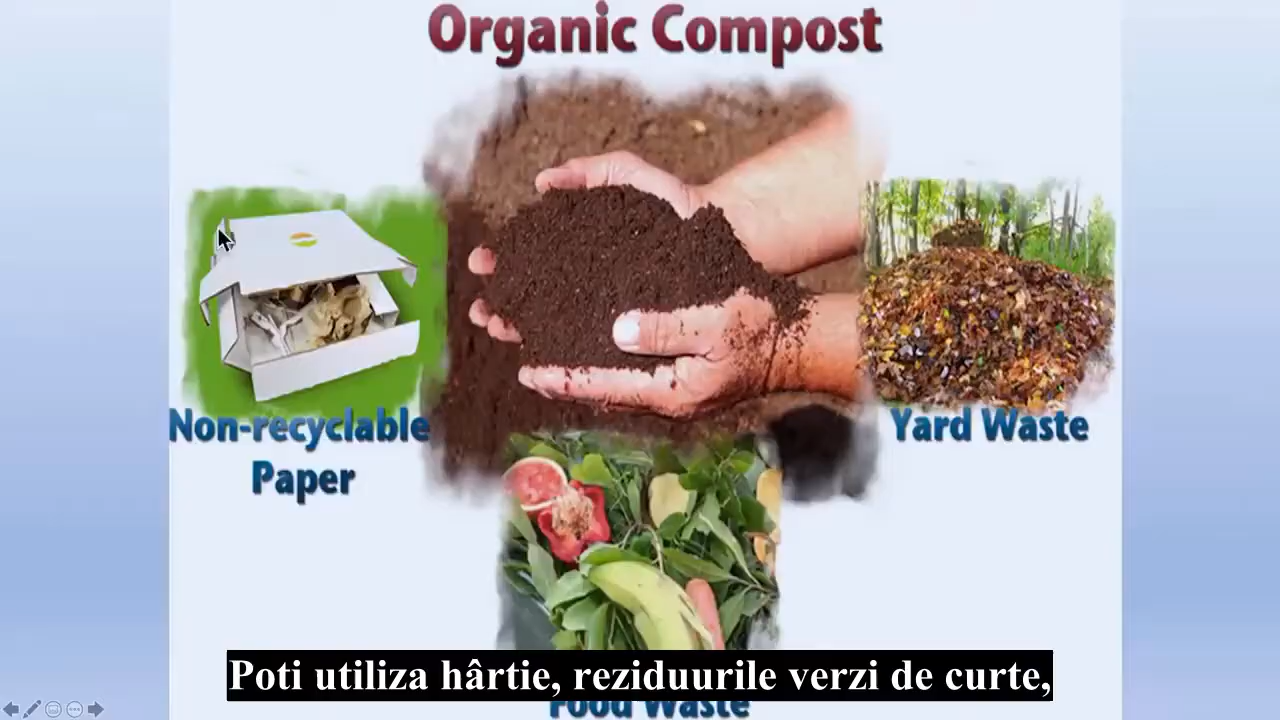 Organic Compost
Non-recyclable
Paper
Yard Waste
Poti utiliza hârtie, reziduurile verzi de curte,
Food Waste